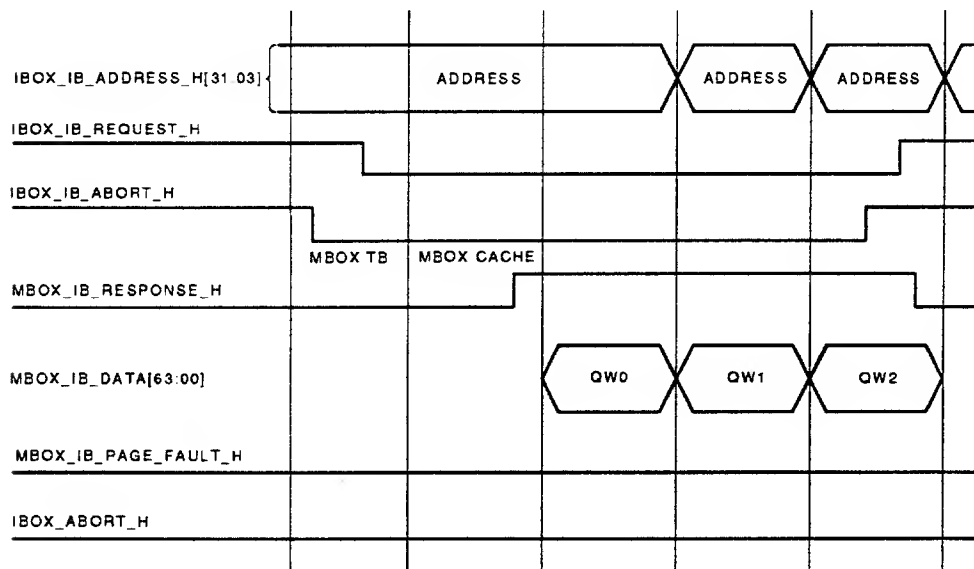 IBOX_IB_ADDRESS_H[31:03]
ADDRESS ADDRESS ADDRESS
IBOX_IB_REQUEST_H
IBOX_IB_ABORT_H
MBOX TB MBOX CACHE
MBOX_IB_RESPONSE_H
MBOX_IB_DATA[63:00]
QW0 QW1 QW2
MBOX_IB_PAGE_FAULT_H
IBOX_ABORT_H